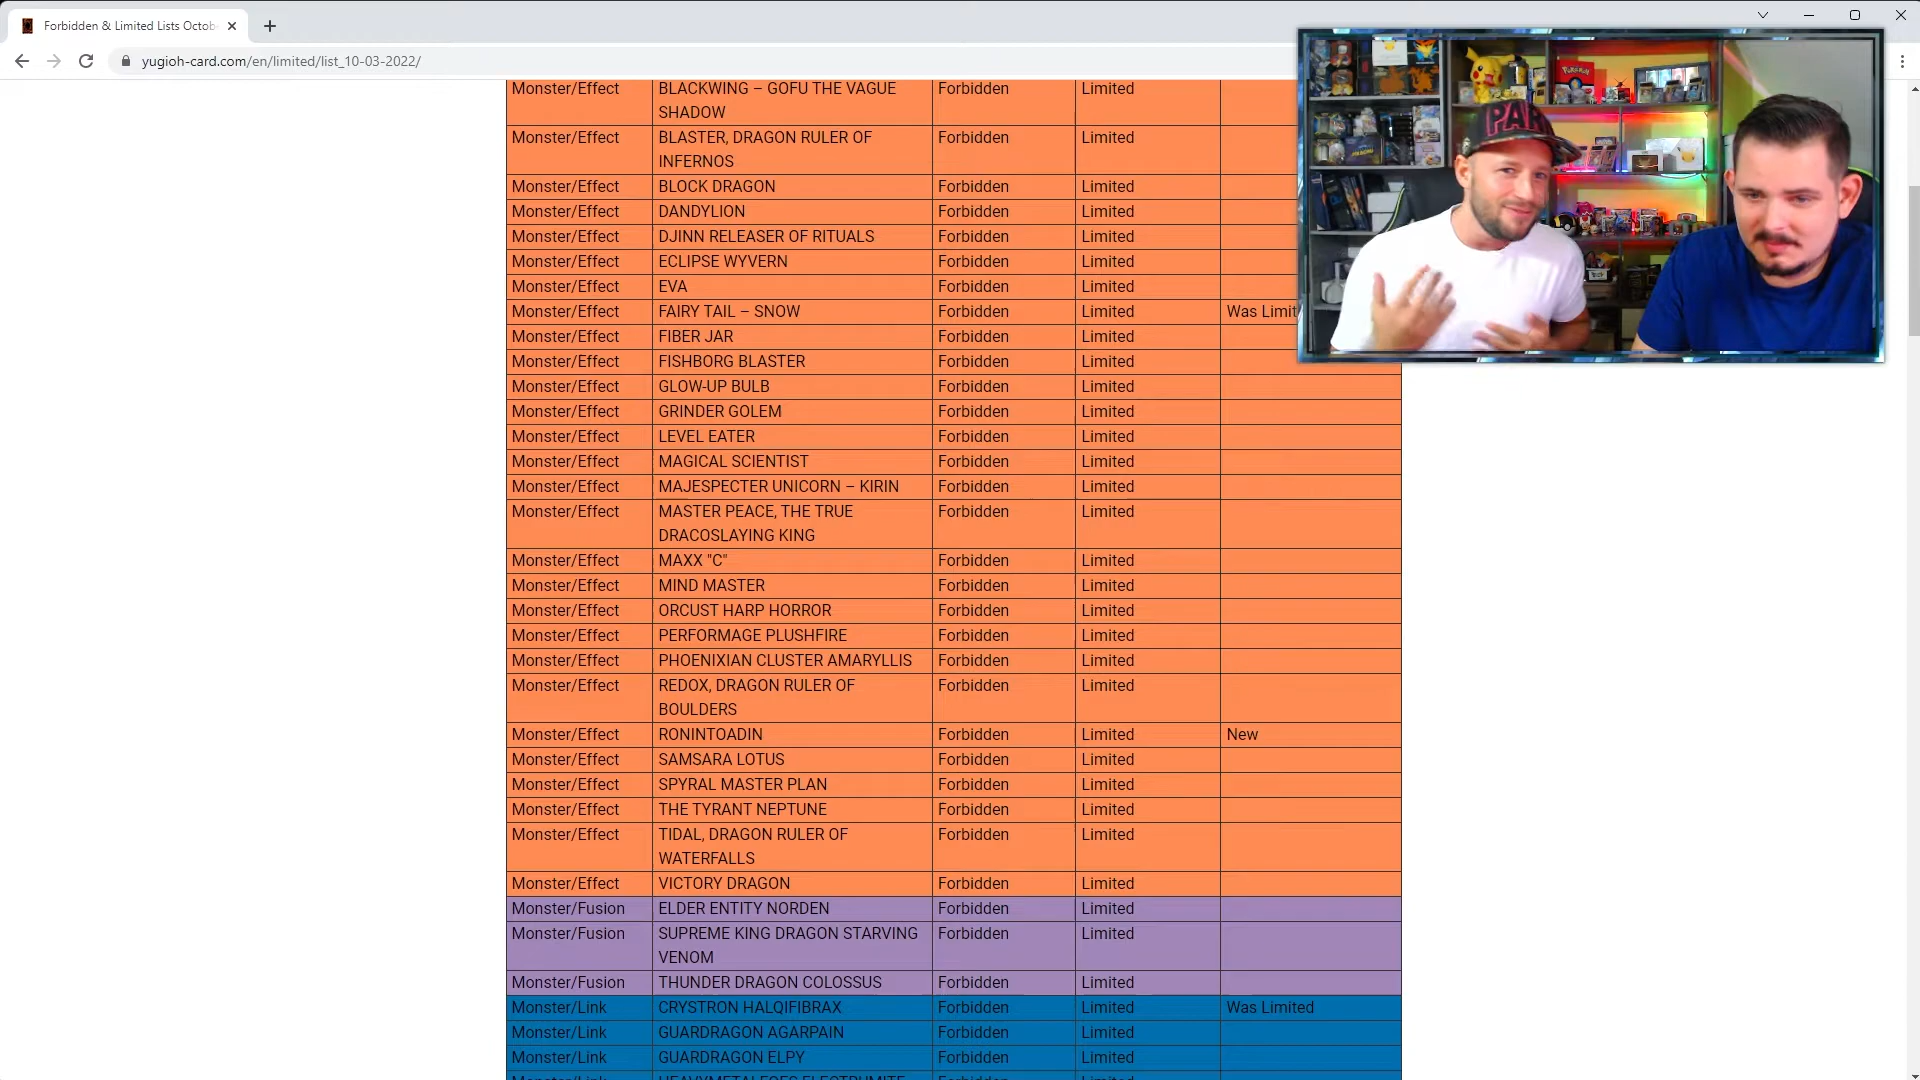 Forbidden & Limited Lists Octob
yugioh-card.com/en/limited/list_10-03-2022/
Monster/Effect BLACKWING – GOFU THE VAGUE Forbidden Limited
SHADOW
Monster/Effect BLASTER, DRAGON RULER OF Forbidden Limited
INFERNOS
Monster/Effect BLOCK DRAGON Forbidden Limited
Monster/Effect DANDYLION Forbidden Limited
Monster/Effect DJINN RELEASER OF RITUALS Forbidden Limited
Monster/Effect ECLIPSE WYVERN Forbidden Limited
Monster/Effect EVA Forbidden Limited
Monster/Effect FAIRY TAIL – SNOW Forbidden Limited Was Limit
Monster/Effect FIBER JAR Forbidden Limited
Monster/Effect FISHBORG BLASTER Forbidden Limited
Monster/Effect GLOW-UP BULB Forbidden Limited
Monster/Effect GRINDER GOLEM Forbidden Limited
Monster/Effect LEVEL EATER Forbidden Limited
Monster/Effect MAGICAL SCIENTIST Forbidden Limited
Monster/Effect MAJESPECTER UNICORN – KIRIN Forbidden Limited
Monster/Effect MASTER PEACE, THE TRUE Forbidden Limited
DRACOSLAYING KING
Monster/Effect MAXX "C" Forbidden Limited
Monster/Effect MIND MASTER Forbidden Limited
Monster/Effect ORCUST HARP HORROR Forbidden Limited
Monster/Effect PERFORMAGE PLUSHFIRE Forbidden Limited
Monster/Effect PHOENIXIAN CLUSTER AMARYLLIS Forbidden Limited
Monster/Effect REDOX, DRAGON RULER OF Forbidden Limited
BOULDERS
Monster/Effect RONINTOADIN Forbidden Limited New
Monster/Effect SAMSARA LOTUS Forbidden Limited
Monster/Effect SPYRAL MASTER PLAN Forbidden Limited
Monster/Effect THE TYRANT NEPTUNE Forbidden Limited
Monster/Effect TIDAL, DRAGON RULER OF Forbidden Limited
WATERFALLS
Monster/Effect VICTORY DRAGON Forbidden Limited
Monster/Fusion ELDER ENTITY NORDEN Forbidden Limited
Monster/Fusion SUPREME KING DRAGON STARVING Forbidden Limited
VENOM
Monster/Fusion THUNDER DRAGON COLOSSUS Forbidden Limited
Monster/Link CRYSTRON HALQIFIBRAX Forbidden Limited Was Limited
Monster/Link GUARDRAGON AGARPAIN Forbidden Limited
Monster/Link GUARDRAGON ELPY Forbidden Limited